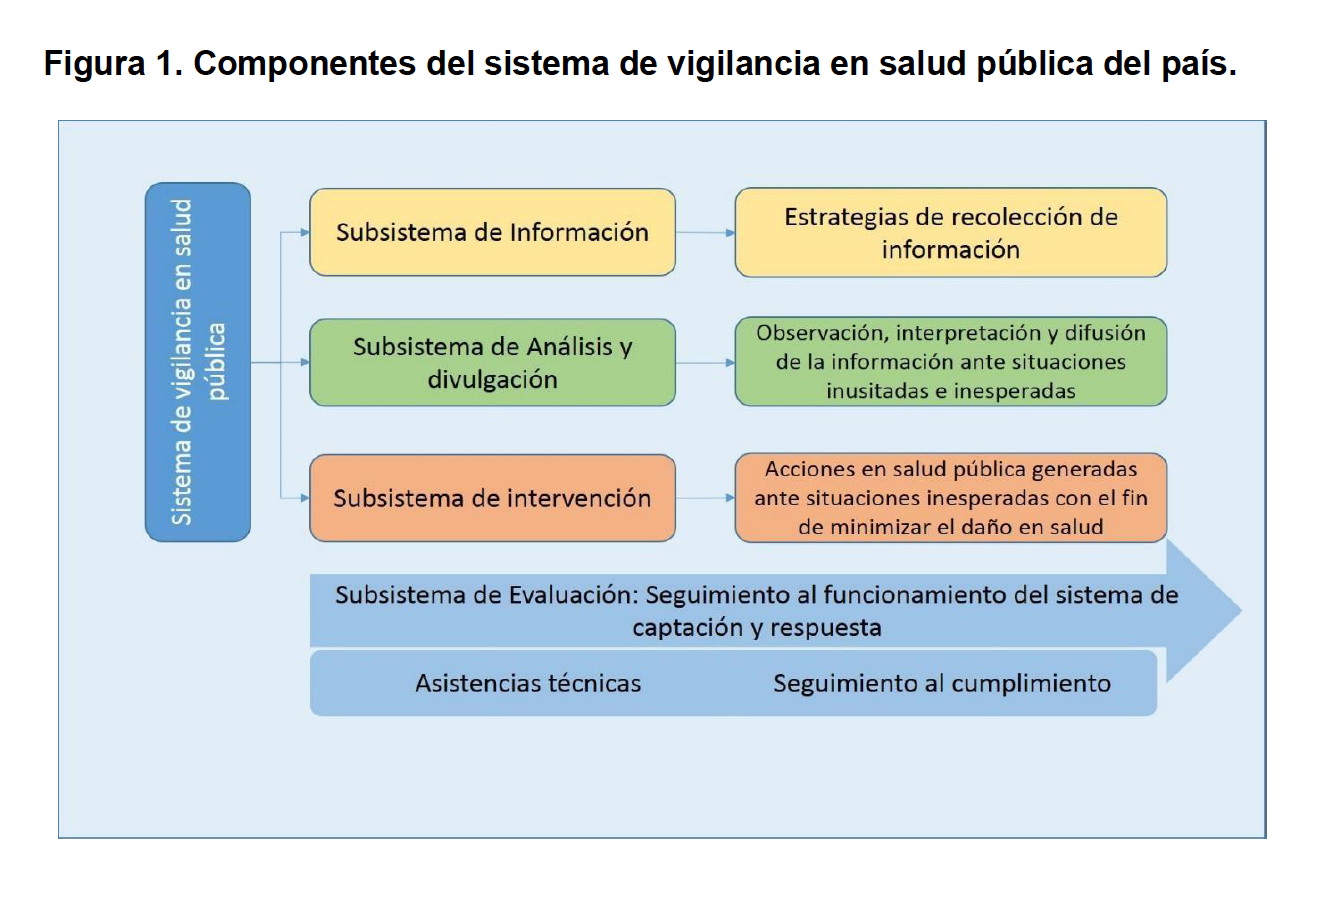 Figura 1. Componentes del sistema de vigilancia en salud pública del país.
Sistema de vigilancia en salud
pública
Subsistema de Información
Estrategias de recolección de
información
Subsistema de Análisis y
divulgación
Observación, interpretación y difusión
de la información ante situaciones
inusitadas e inesperadas
Subsistema de intervención
Acciones en salud pública generadas
ante situaciones inesperadas con el fin
de minimizar el daño en salud
Subsistema de Evaluación: Seguimiento al funcionamiento del sistema de
captación y respuesta
Asistencias técnicas
Seguimiento al cumplimiento